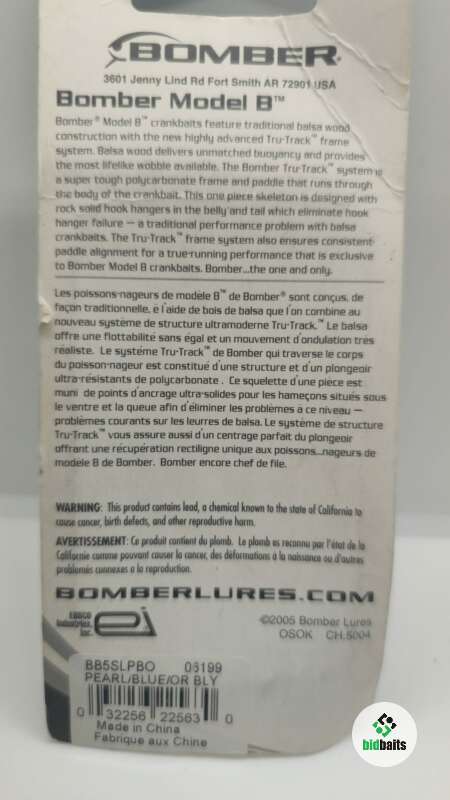 BOMBER®
3601 Jenny Lind Rd Fort Smith AR 72901 USA
Bomber Model B™
Bomber® Model B™ crankbaits feature traditional balsa wood
construction with the new highly advanced Tru-Track™ frame
system. Balsa wood delivers unmatched buoyancy and provides
the most lifelike wobble available. The Bomber Tru-Track™ system is
a super tough polycarbonate frame and paddle that runs through
the body of the crankbait. This one piece skeleton is designed with
rock solid hook hangers in the belly and tail which eliminate hook
hanger failure – a traditional performance problem with balsa
crankbaits. The Tru-Track™ frame system also ensures consistent
paddle alignment for a true-running performance that is exclusive
to Bomber Model B crankbaits. Bomber...the one and only.
Les poissons-nageurs de modèle B™ de Bomber® sont conçus, de
façon traditionnelle, è l'aide de bois de balsa que l'on combine au
nouveau système de structure ultramoderne Tru-Track.™ Le balsa
offre une flottabilité sans égal et un mouvement d'ondulation très
réaliste. Le système Tru-Track™ de Bomber qui traverse le corps
du poisson-nageur est constitué d'une structure et d'un plongeoir
ultra-résistants de polycarbonate . Ce squelette d'une pièce est
muni de points d'ancrage ultra-solides pour les hameçons situés sous
le ventre et la queue afin d'éliminer les problèmes à ce niveau –
problèmes courants sur les leurres de balsa. Le système de structure
Tru-Track™ vous assure aussi d'un centrage parfait du plongeoir
offrant une récupération rectiligne unique aux poissons...nageurs de
modèle B de Bomber. Bomber encore chef de file.
WARNING: This product contains lead, a chemical known to the state of California to
cause cancer, birth defects, and other reproductive harm.
AVERTISSEMENT: Ce produit contient du plomb. Le plomb es reconnu par l'état de la
Californie comme pouvant causer la cancer, des déformations à la naissance ou d'autres
problèmes connexes a la reproduction.
BOMBERLURES.COM
EBSCO
Industries,
Inc.
ei
©2005 Bomber Lures
OSOK CH.5004
BB5SLPBO 06199
PEARL/BLUE/OR BLY
0 32256 22563 0
Made in China
Fabrique aux Chine
bidbaits